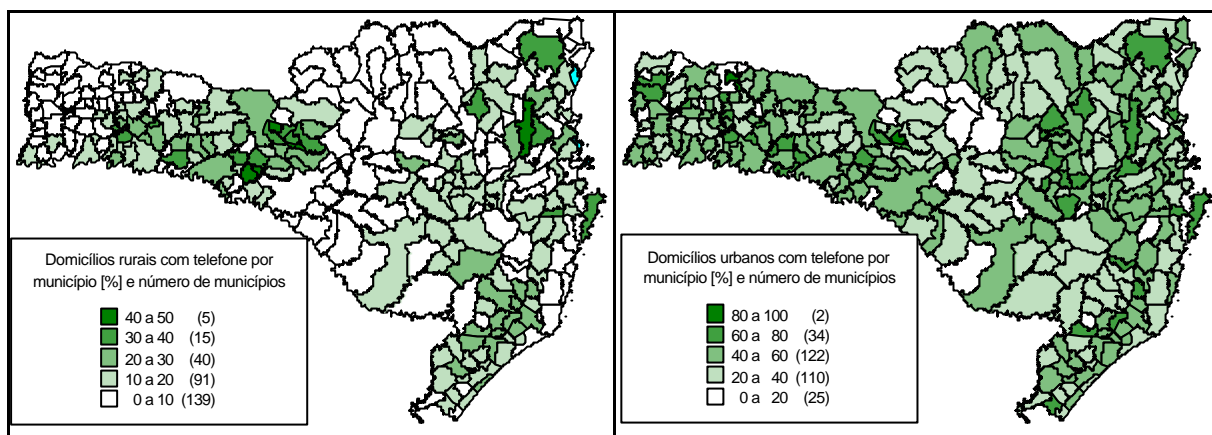 Domicílios rurais com telefone por
município [%] e número de municípios
40 a 50 (5)
30 a 40 (15)
20 a 30 (40)
10 a 20 (91)
0 a 10 (139)
Domicílios urbanos com telefone por
município [%] e número de municípios
80 a 100 (2)
60 a 80 (34)
40 a 60 (122)
20 a 40 (110)
0 a 20 (25)